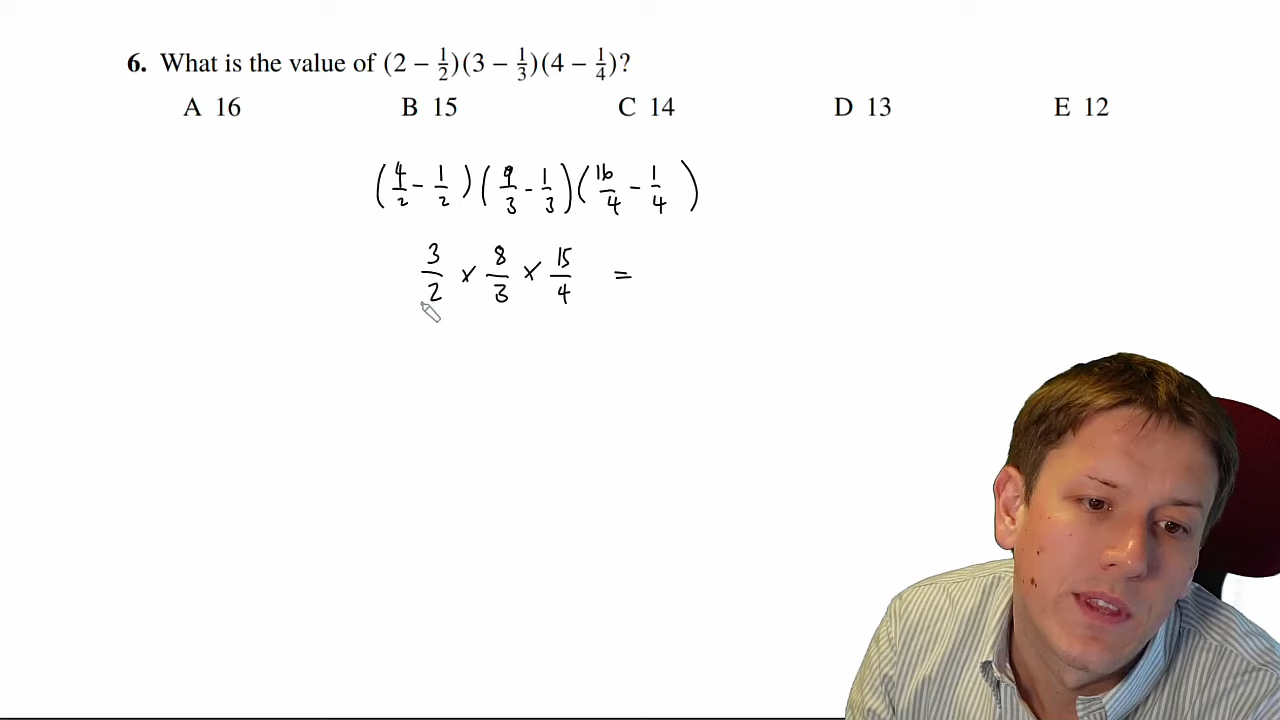 6. What is the value of (2 − 1/2)(3 − 1/3)(4 − 1/4)?
A 16 B 15 C 14 D 13 E 12
(4/2 - 1/2)(9/3 - 1/3)(16/4 - 1/4)
3/2 × 8/3 × 15/4 =